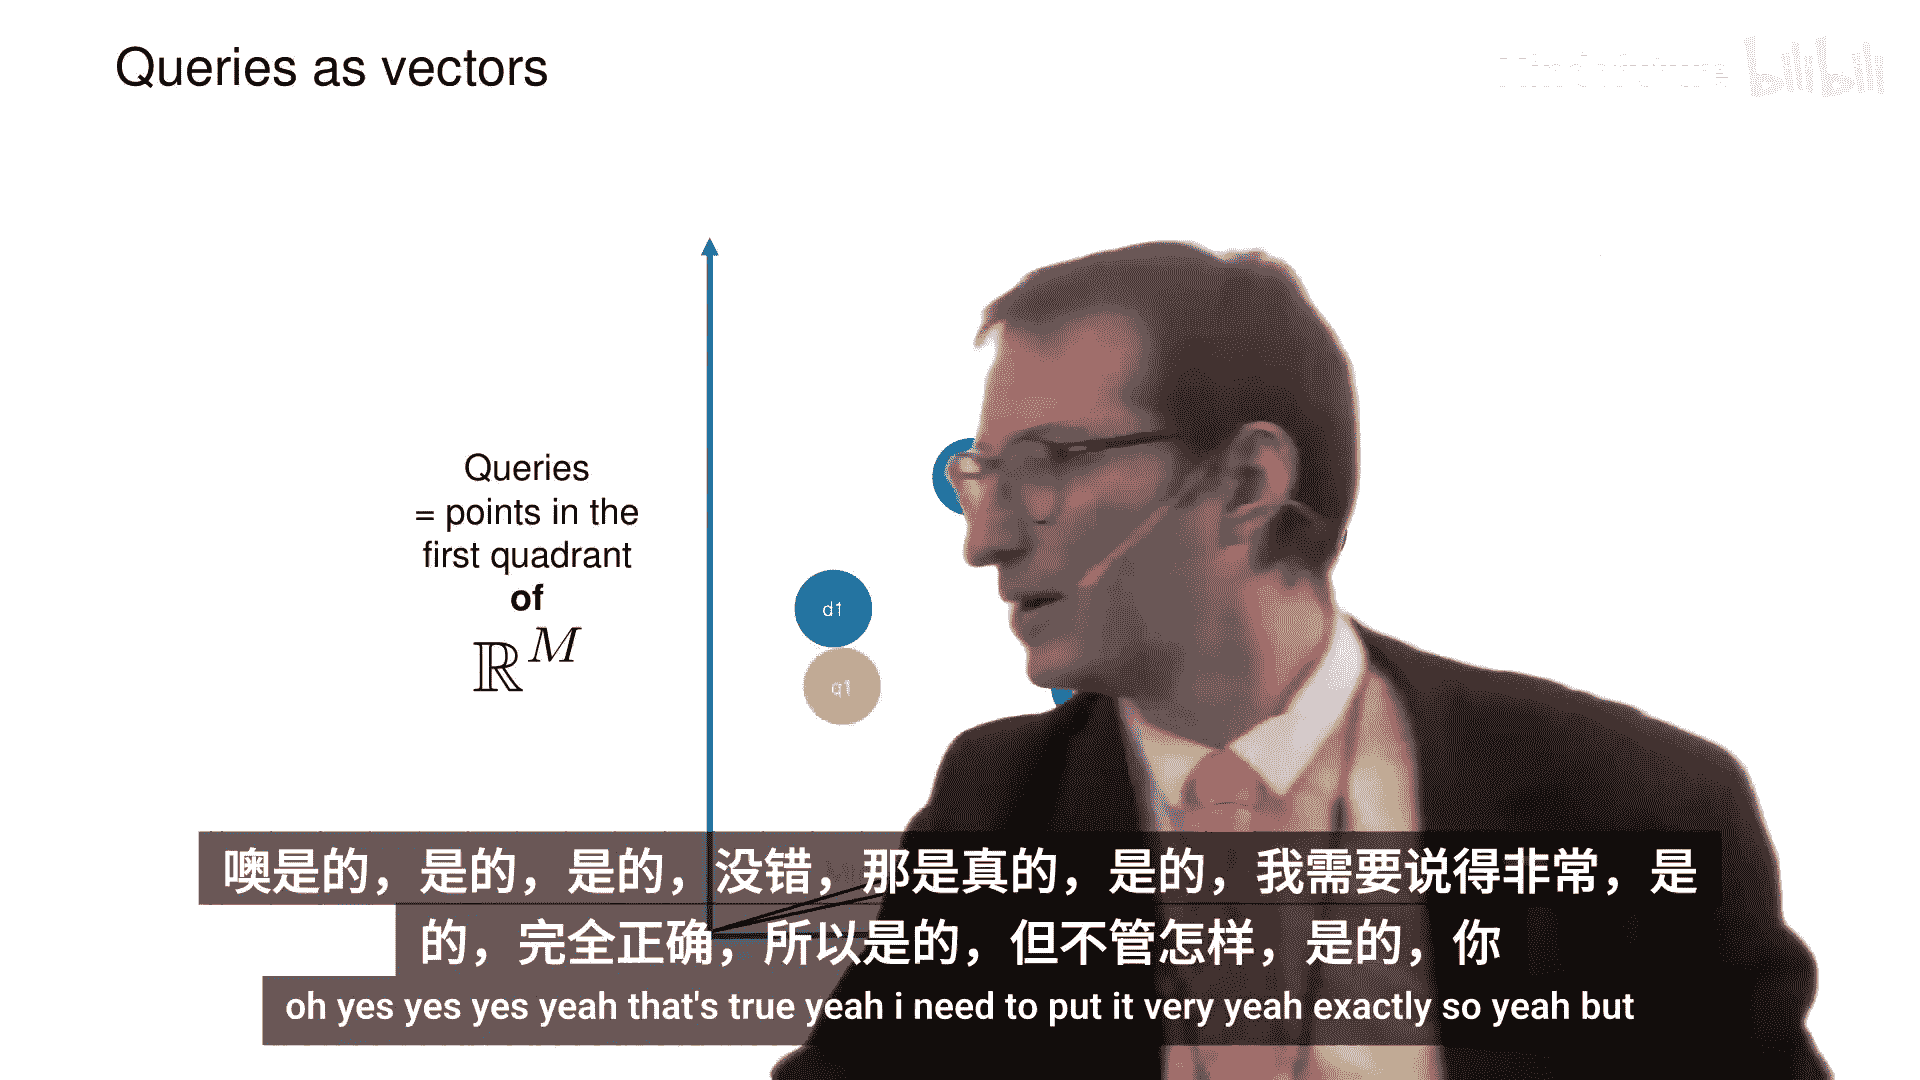 Queries as vectors
bilibili
Queries
= points in the
first quadrant
of
ℝᴹ
d1
q1
噢是的，是的，是的，没错，那是真的，是的，我需要说得非常，是
的，完全正确，所以是的，但不管怎样，是的，你
oh yes yes yes yeah that's true yeah i need to put it very yeah exactly so yeah but